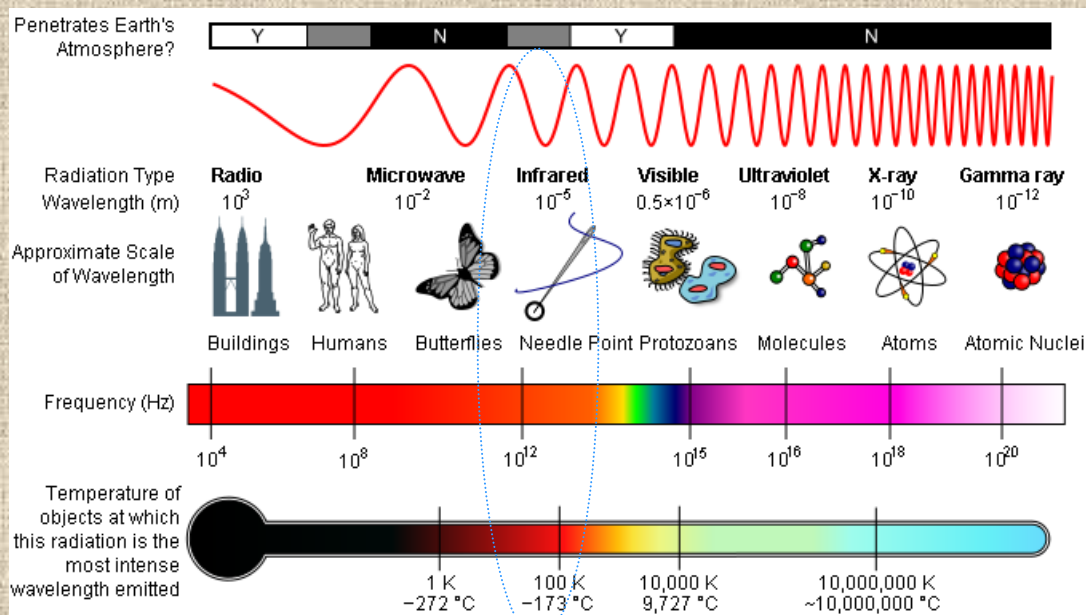 Penetrates Earth's
Atmosphere?
Y N Y N
Radiation Type
Radio Microwave Infrared Visible Ultraviolet X-ray Gamma ray
Wavelength (m)
10³ 10⁻² 10⁻⁵ 0.5×10⁻⁶ 10⁻⁸ 10⁻¹⁰ 10⁻¹²
Approximate Scale
of Wavelength
Buildings Humans Butterflies Needle Point Protozoans Molecules Atoms Atomic Nuclei
Frequency (Hz)
10⁴ 10⁸ 10¹² 10¹⁵ 10¹⁶ 10¹⁸ 10²⁰
Temperature of
objects at which
this radiation is the
most intense
wavelength emitted
1 K 100 K 10,000 K 10,000,000 K
−272 °C −173 °C 9,727 °C ~10,000,000 °C